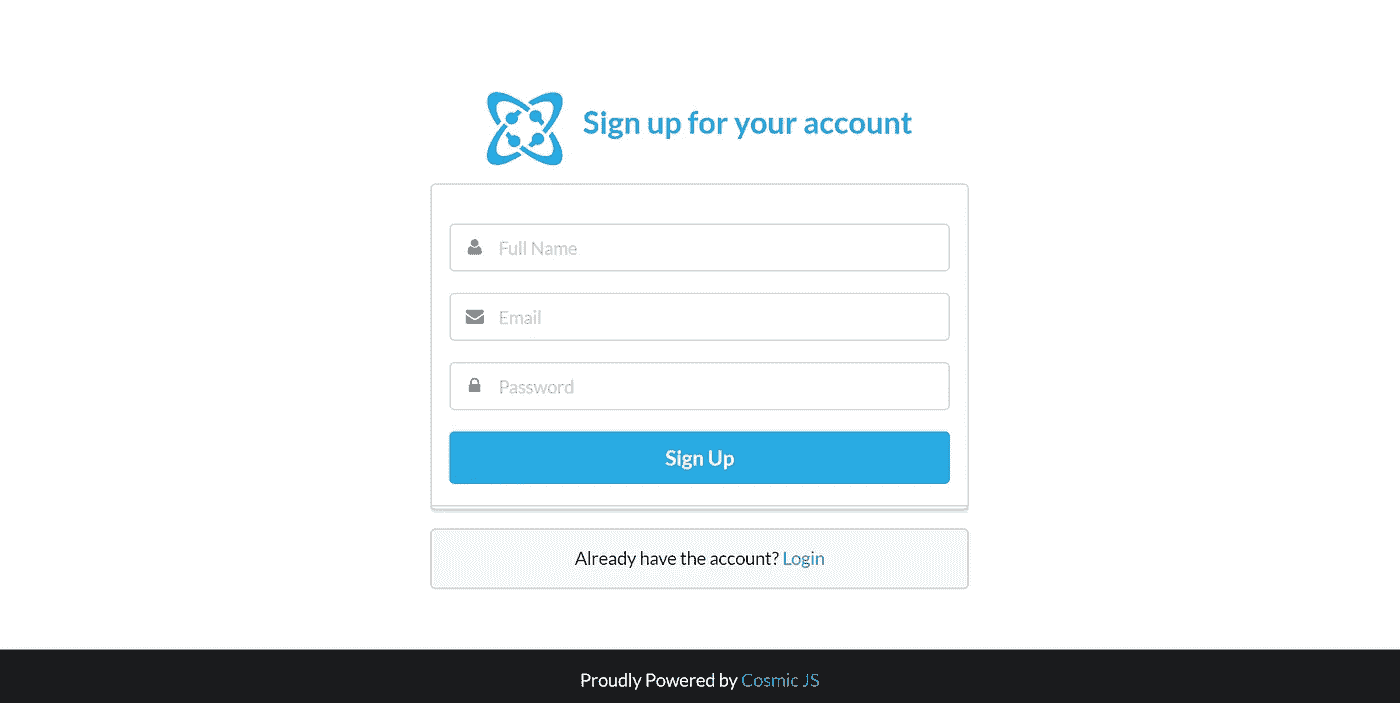 Sign up for your account
Full Name
Email
Password
Sign Up
Already have the account? Login
Proudly Powered by Cosmic JS